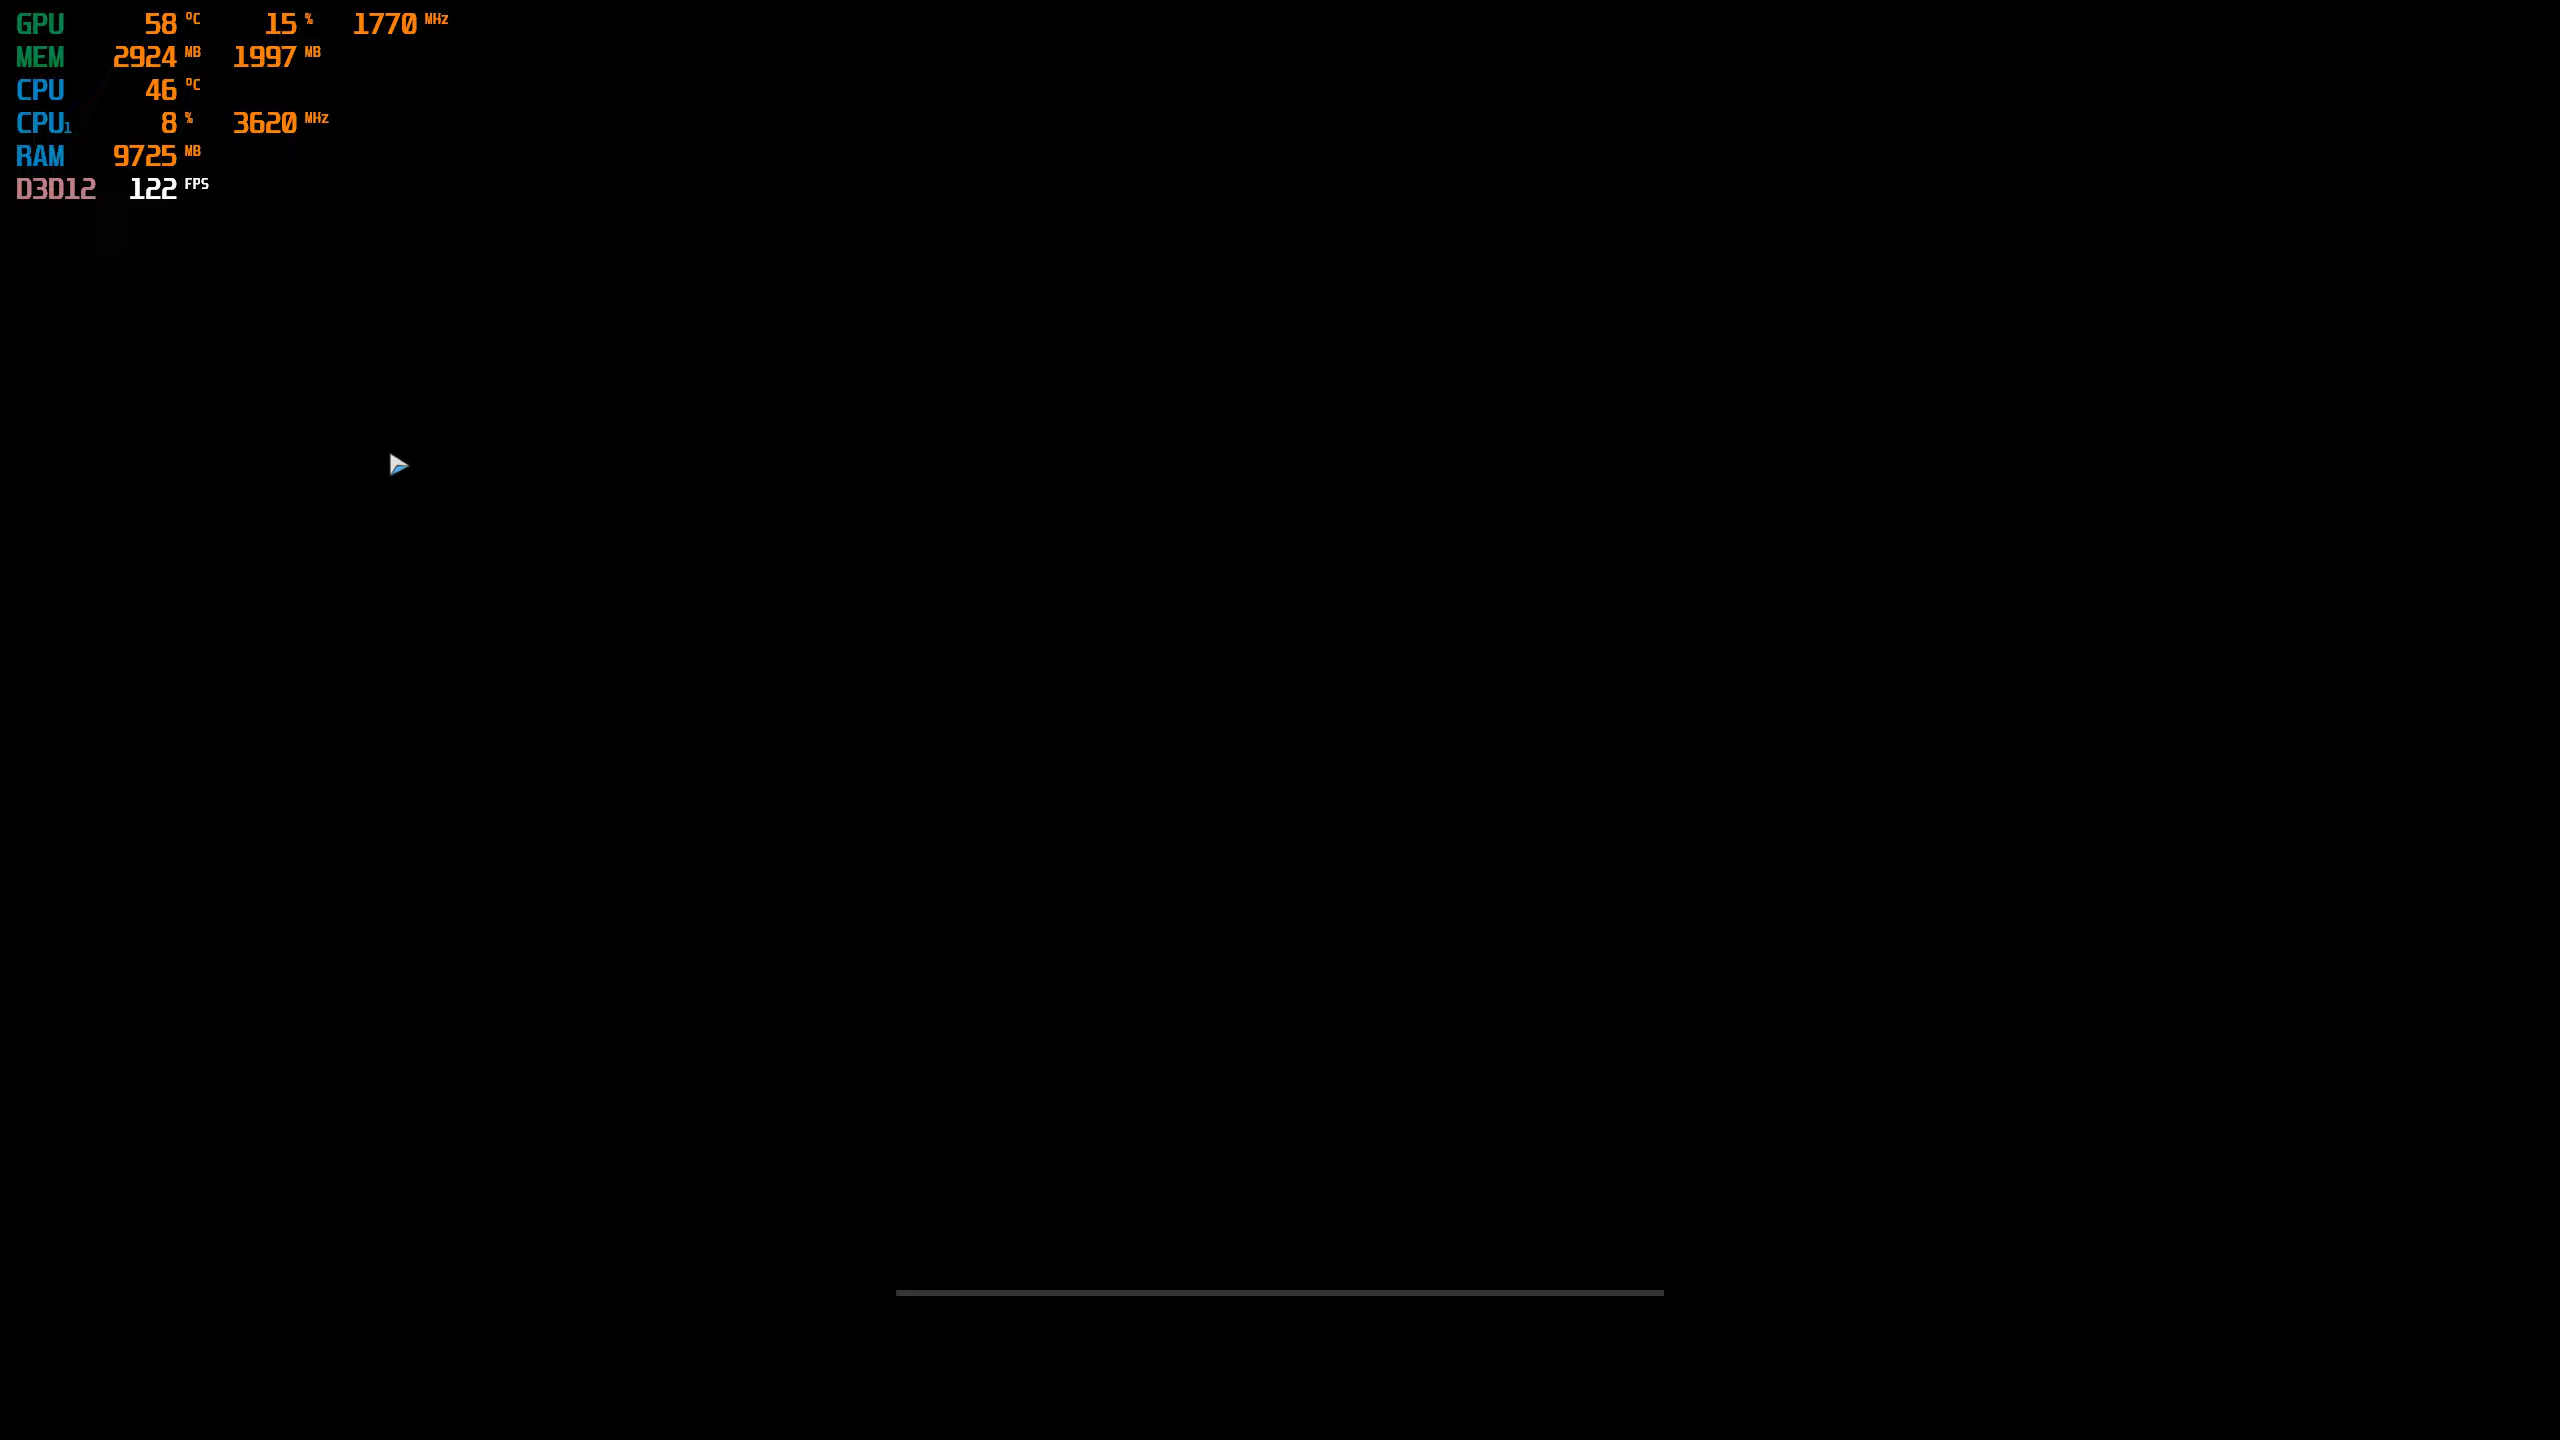 GPU 58 °C 15 % 1770 MHz
MEM 2924 MB 1997 MB
CPU 46 °C
CPU1 8 % 3620 MHz
RAM 9725 MB
D3D12 122 FPS